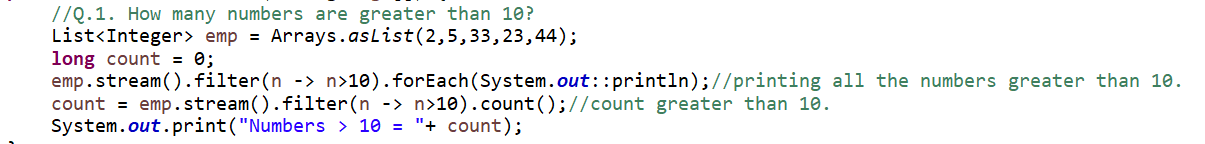 //Q.1. How many numbers are greater than 10?
List<Integer> emp = Arrays.asList(2,5,33,23,44);
long count = 0;
emp.stream().filter(n -> n>10).forEach(System.out::println);//printing all the numbers greater than 10.
count = emp.stream().filter(n -> n>10).count();//count greater than 10.
System.out.print("Numbers > 10 = "+ count);